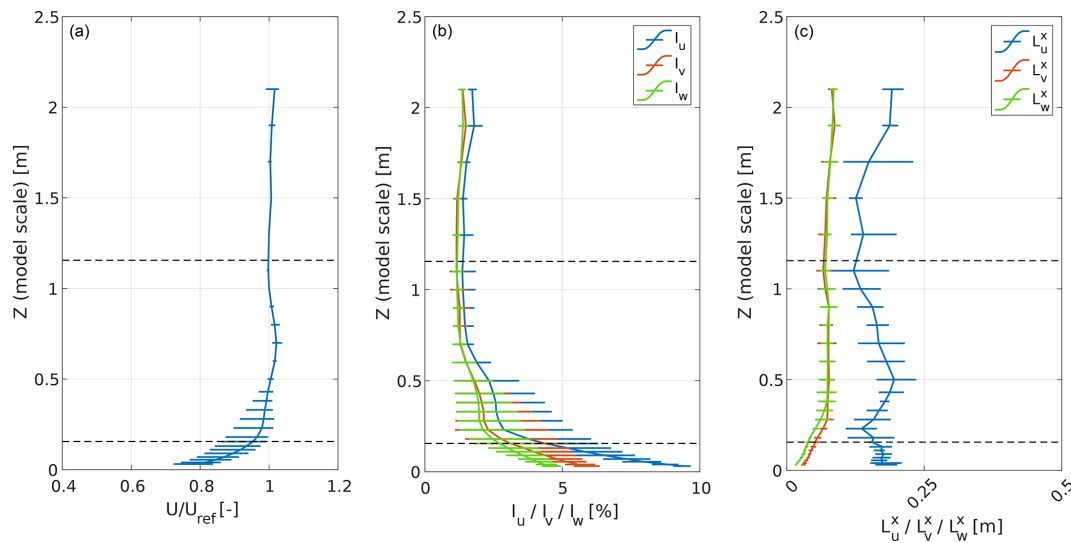 (a)
2.5
2
1.5
1
0.5
0
0.4 0.6 0.8 1 1.2
Z (model scale) [m]
U/U_ref [-]
(b)
2.5
2
1.5
1
0.5
0
0 5 10
Z (model scale) [m]
I_u / I_v / I_w [%]
I_u
I_v
I_w
(c)
2.5
2
1.5
1
0.5
0
0 0.25 0.5
Z (model scale) [m]
L_u^x / L_v^x / L_w^x [m]
L_u^x
L_v^x
L_w^x